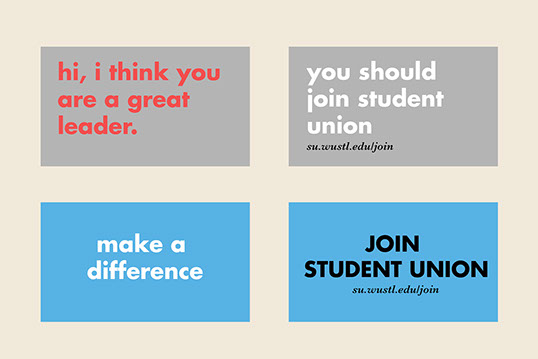 hi, i think you
are a great
leader.
you should
join student
union
su.wustl.edu/join
make a
difference
JOIN
STUDENT UNION
su.wustl.edu/join